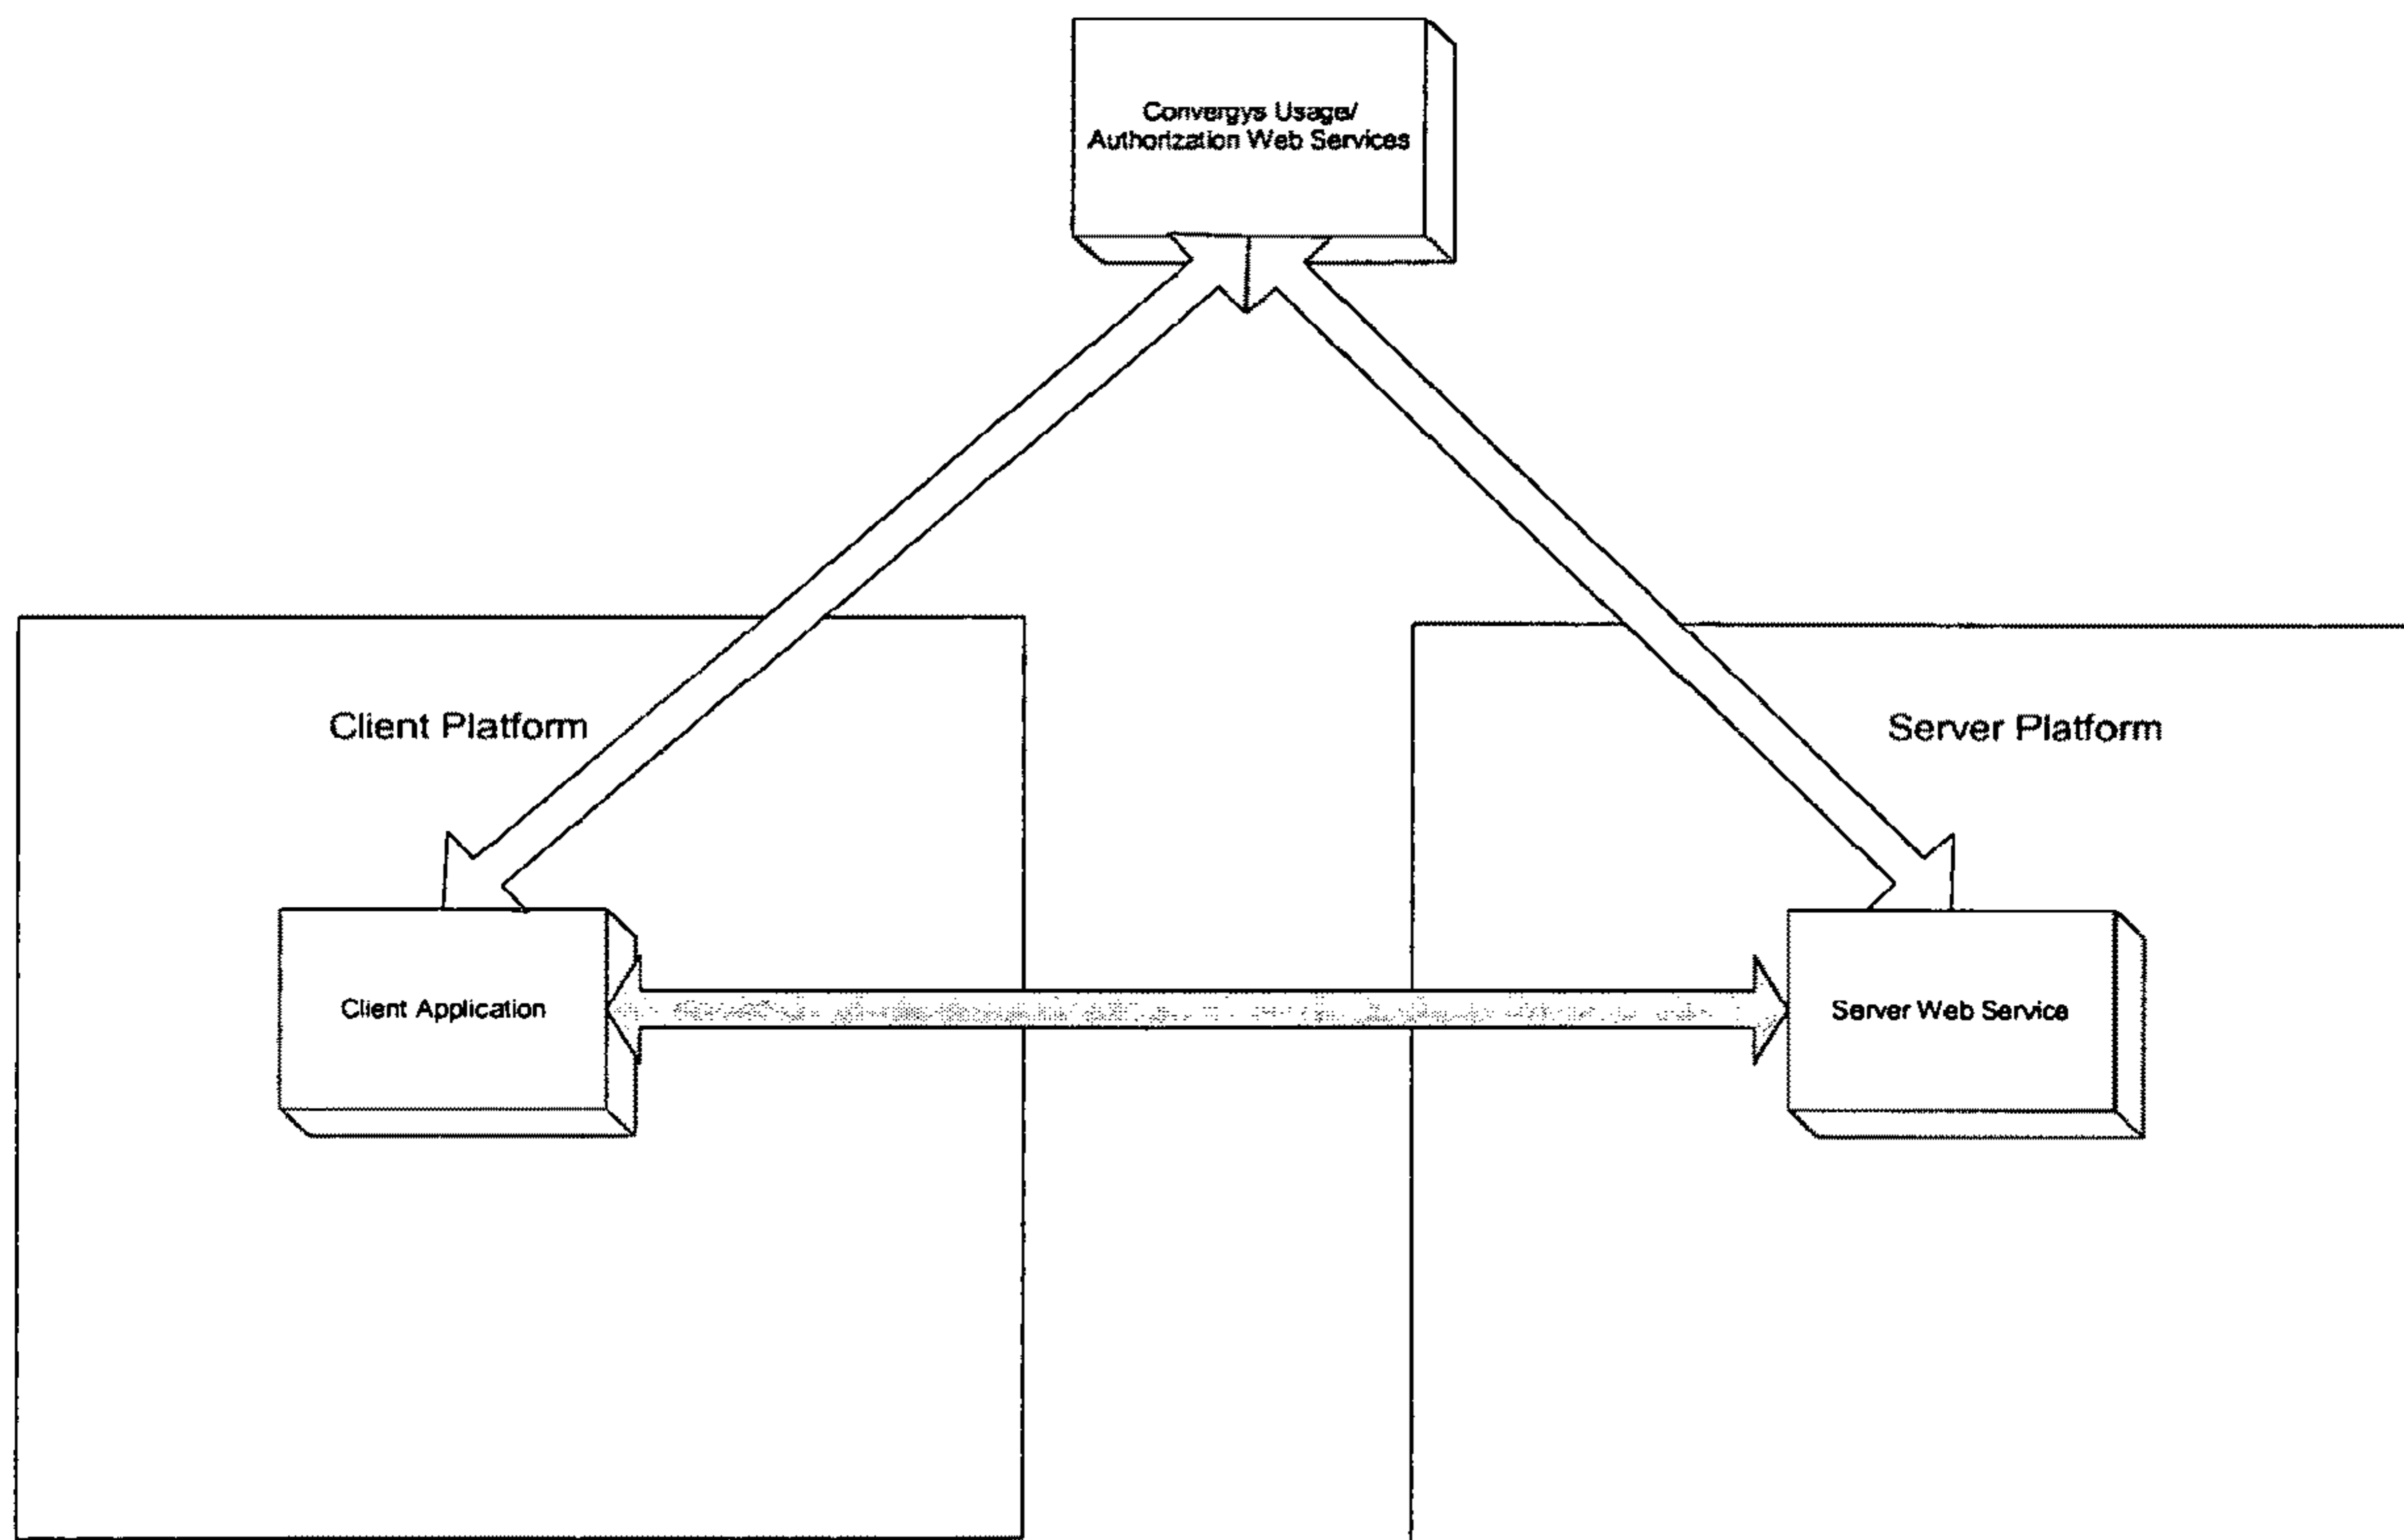 Convergys Usage/
Authorization Web Services
Client Platform
Server Platform
Client Application
Server Web Service